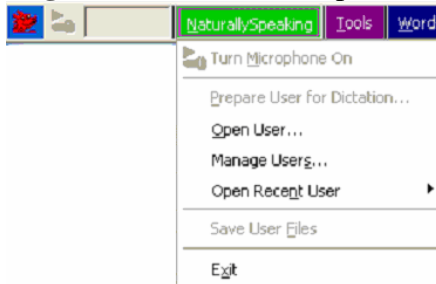 NaturallySpeaking Tools Word
Turn Microphone On
Prepare User for Dictation...
Open User...
Manage Users...
Open Recent User
Save User Files
Exit